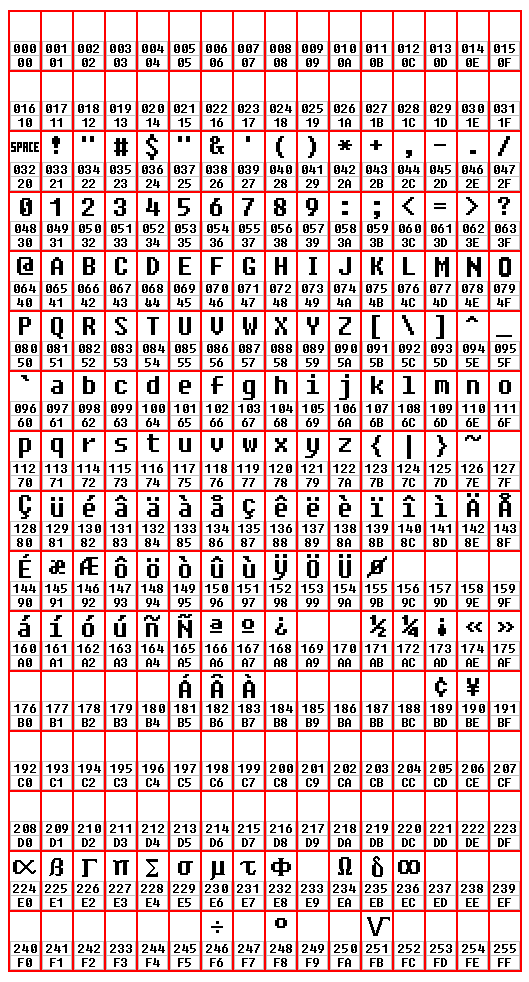 000 001 002 003 004 005 006 007 008 009 010 011 012 013 014 015
00 01 02 03 04 05 06 07 08 09 0A 0B 0C 0D 0E 0F
016 017 018 019 020 021 022 023 024 025 026 027 028 029 030 031
10 11 12 13 14 15 16 17 18 19 1A 1B 1C 1D 1E 1F
SPACE ! " # $ " & ' ( ) * + , - . /
032 033 034 035 036 037 038 039 040 041 042 043 044 045 046 047
20 21 22 23 24 25 26 27 28 29 2A 2B 2C 2D 2E 2F
0 1 2 3 4 5 6 7 8 9 : ; < = > ?
048 049 050 051 052 053 054 055 056 057 058 059 060 061 062 063
30 31 32 33 34 35 36 37 38 39 3A 3B 3C 3D 3E 3F
@ A B C D E F G H I J K L M N O
064 065 066 067 068 069 070 071 072 073 074 075 076 077 078 079
40 41 42 43 44 45 46 47 48 49 4A 4B 4C 4D 4E 4F
P Q R S T U V W X Y Z [ \ ] ^ _
080 081 082 083 084 085 086 087 088 089 090 091 092 093 094 095
50 51 52 53 54 55 56 57 58 59 5A 5B 5C 5D 5E 5F
` a b c d e f g h i j k l m n o
096 097 098 099 100 101 102 103 104 105 106 107 108 109 110 111
60 61 62 63 64 65 66 67 68 69 6A 6B 6C 6D 6E 6F
p q r s t u v w x y z { | } ~
112 113 114 115 116 117 118 119 120 121 122 123 124 125 126 127
70 71 72 73 74 75 76 77 78 79 7A 7B 7C 7D 7E 7F
Ç ü é â ä à å ç ê ë è ï î ì Ä Å
128 129 130 131 132 133 134 135 136 137 138 139 140 141 142 143
80 81 82 83 84 85 86 87 88 89 8A 8B 8C 8D 8E 8F
É æ Æ ô ö ò û ù ÿ Ö Ü ø
144 145 146 147 148 149 150 151 152 153 154 155 156 157 158 159
90 91 92 93 94 95 96 97 98 99 9A 9B 9C 9D 9E 9F
á í ó ú ñ Ñ ª º ¿ ½ ¼ ¡ « »
160 161 162 163 164 165 166 167 168 169 170 171 172 173 174 175
A0 A1 A2 A3 A4 A5 A6 A7 A8 A9 AA AB AC AD AE AF
Á Â À ¢ ¥
176 177 178 179 180 181 182 183 184 185 186 187 188 189 190 191
B0 B1 B2 B3 B4 B5 B6 B7 B8 B9 BA BB BC BD BE BF
192 193 194 195 196 197 198 199 200 201 202 203 204 205 206 207
C0 C1 C2 C3 C4 C5 C6 C7 C8 C9 CA CB CC CD CE CF
208 209 210 211 212 213 214 215 216 217 218 219 220 221 222 223
D0 D1 D2 D3 D4 D5 D6 D7 D8 D9 DA DB DC DD DE DF
α β Γ π Σ σ µ τ Φ Ω δ ∞
224 225 226 227 228 229 230 231 232 233 234 235 236 237 238 239
E0 E1 E2 E3 E4 E5 E6 E7 E8 E9 EA EB EC ED EE EF
÷ ° √
240 241 242 233 244 245 246 247 248 249 250 251 252 253 254 255
F0 F1 F2 F3 F4 F5 F6 F7 F8 F9 FA FB FC FD FE FF